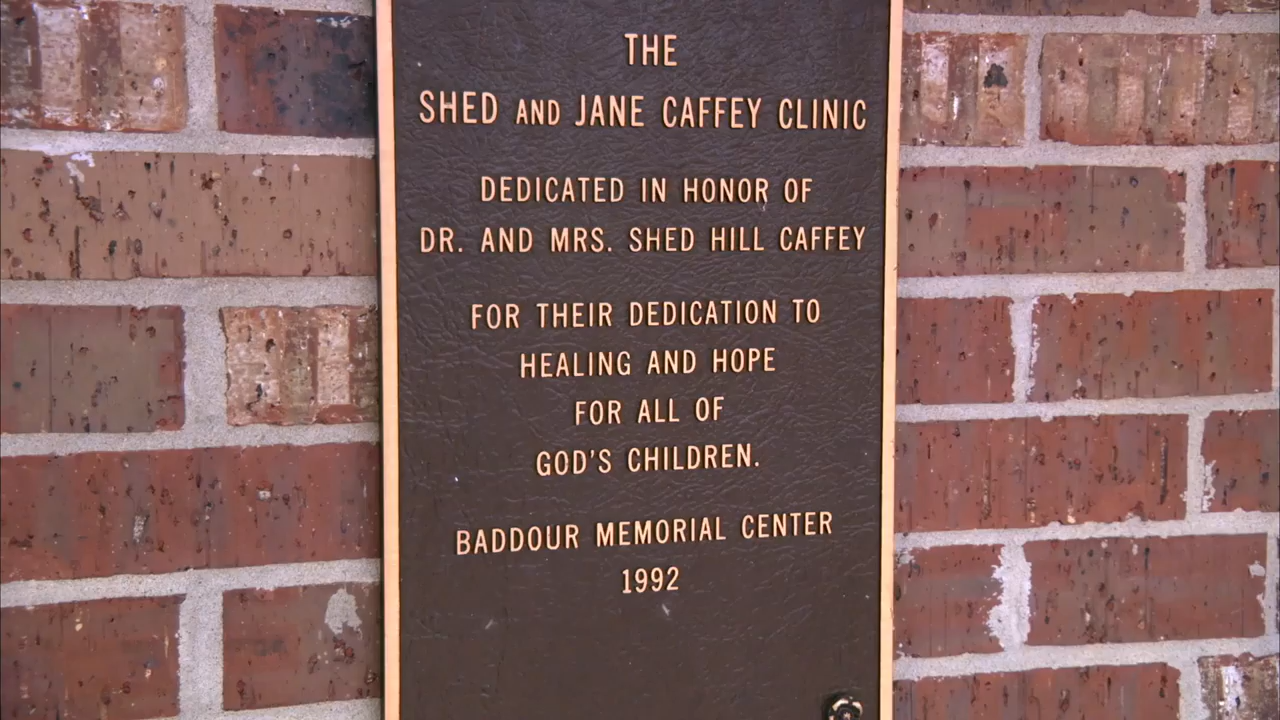 THE
SHED AND JANE CAFFEY CLINIC
DEDICATED IN HONOR OF
DR. AND MRS. SHED HILL CAFFEY
FOR THEIR DEDICATION TO
HEALING AND HOPE
FOR ALL OF
GOD'S CHILDREN.
BADDOUR MEMORIAL CENTER
1992